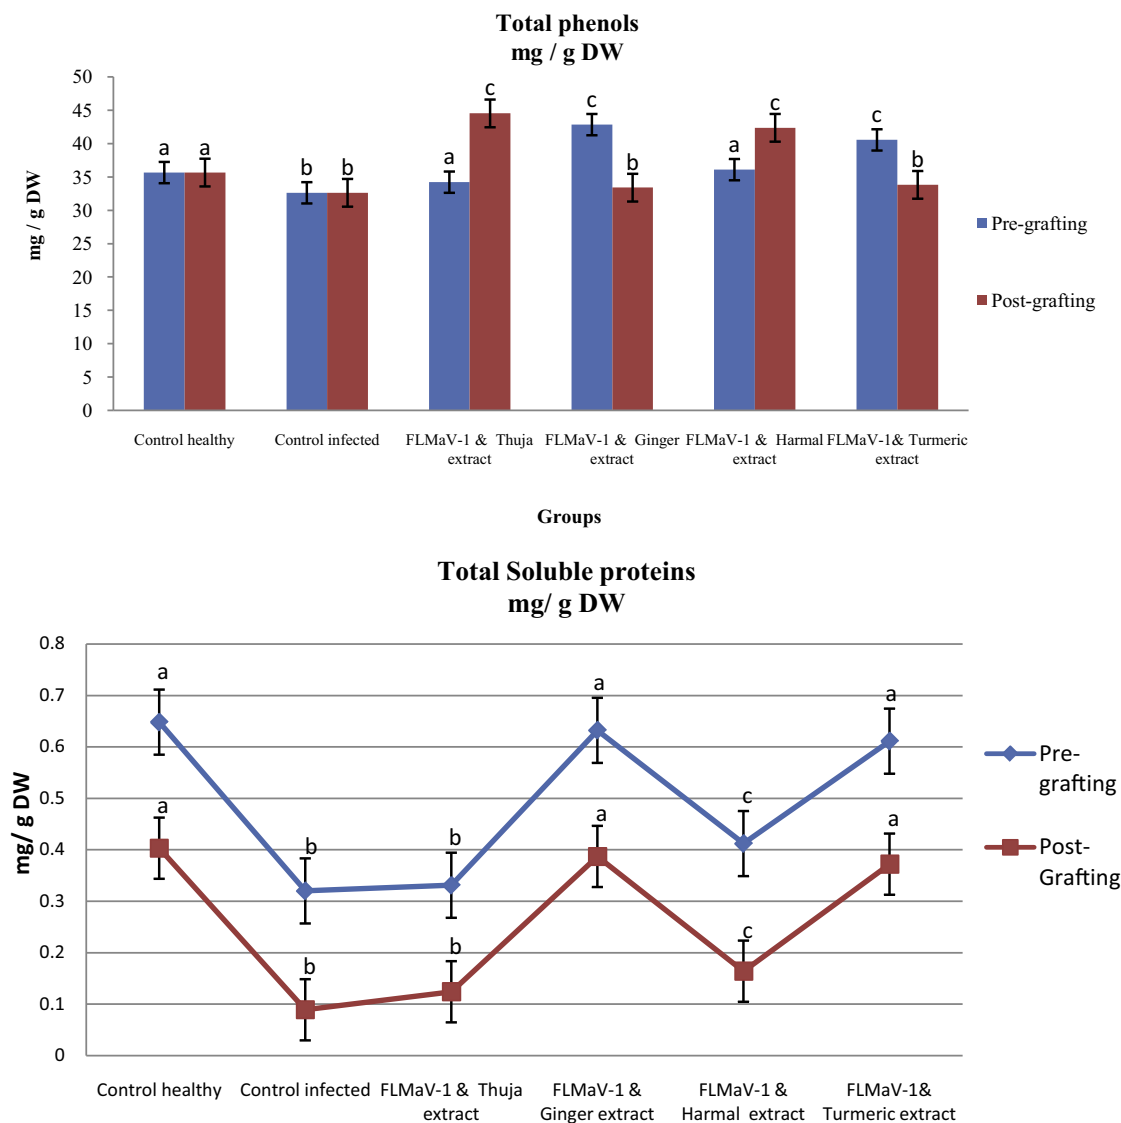 Total phenols
mg / g DW
50
45
40
35
30
25
20
15
10
5
0
mg / g DW
a a b b a c c b a c c b
Pre-grafting
Post-grafting
Control healthy Control infected FLMaV-1 & Thuja extract FLMaV-1 & Ginger extract FLMaV-1 & Harmal extract FLMaV-1& Turmeric extract
Groups
Total Soluble proteins
mg/ g DW
0.8
0.7
0.6
0.5
0.4
0.3
0.2
0.1
0
mg/ g DW
a b b a c a
a b b a c a
Pre-
grafting
Post-
Grafting
Control healthy Control infected FLMaV-1 & Thuja extract FLMaV-1 & Ginger extract FLMaV-1 & Harmal extract FLMaV-1& Turmeric extract